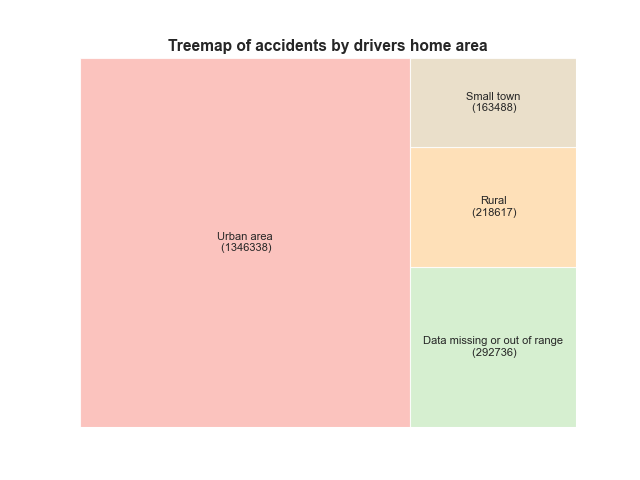 Treemap of accidents by drivers home area
Small town
(163488)
Rural
(218617)
Urban area
(1346338)
Data missing or out of range
(292736)